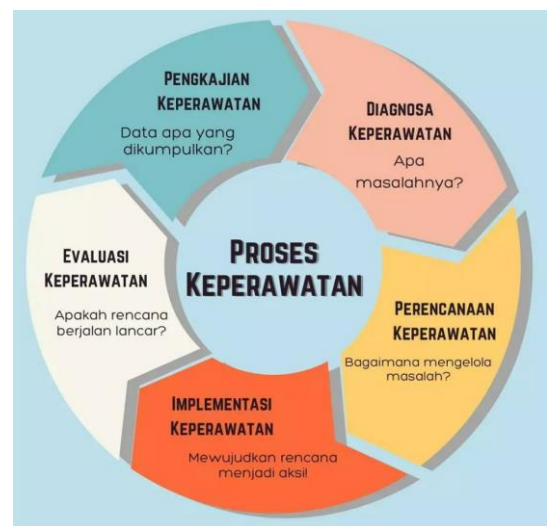 PENGKAJIAN
KEPERAWATAN
Data apa yang
dikumpulkan?
DIAGNOSA
KEPERAWATAN
Apa
masalahnya?
PROSES
KEPERAWATAN
EVALUASI
KEPERAWATAN
Apakah rencana
berjalan lancar?
PERENCANAAN
KEPERAWATAN
Bagaimana mengelola
masalah?
IMPLEMENTASI
KEPERAWATAN
Mewujudkan rencana
menjadi aksi!